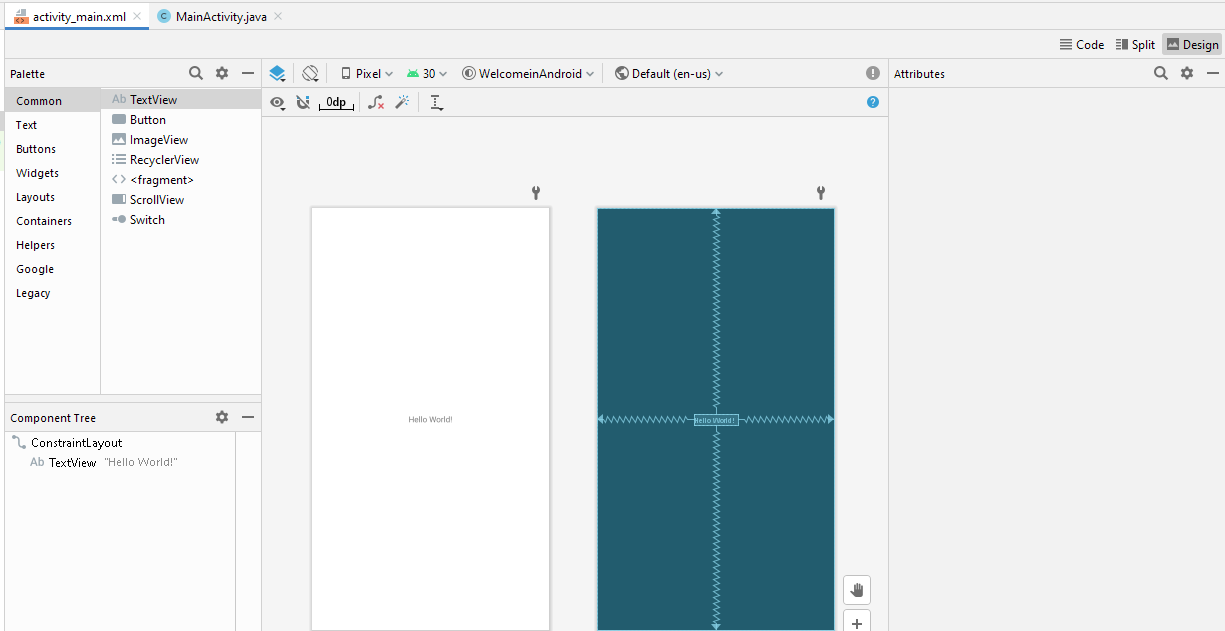 activity_main.xml MainActivity.java
Code Split Design
Palette
Pixel 30 WelcomeinAndroid Default (en-us)
Attributes
0dp
Common
Text
Buttons
Widgets
Layouts
Containers
Helpers
Google
Legacy
Ab TextView
Button
ImageView
RecyclerView
<fragment>
ScrollView
Switch
Component Tree
ConstraintLayout
Ab TextView "Hello World!"
Hello World!
Hello World!